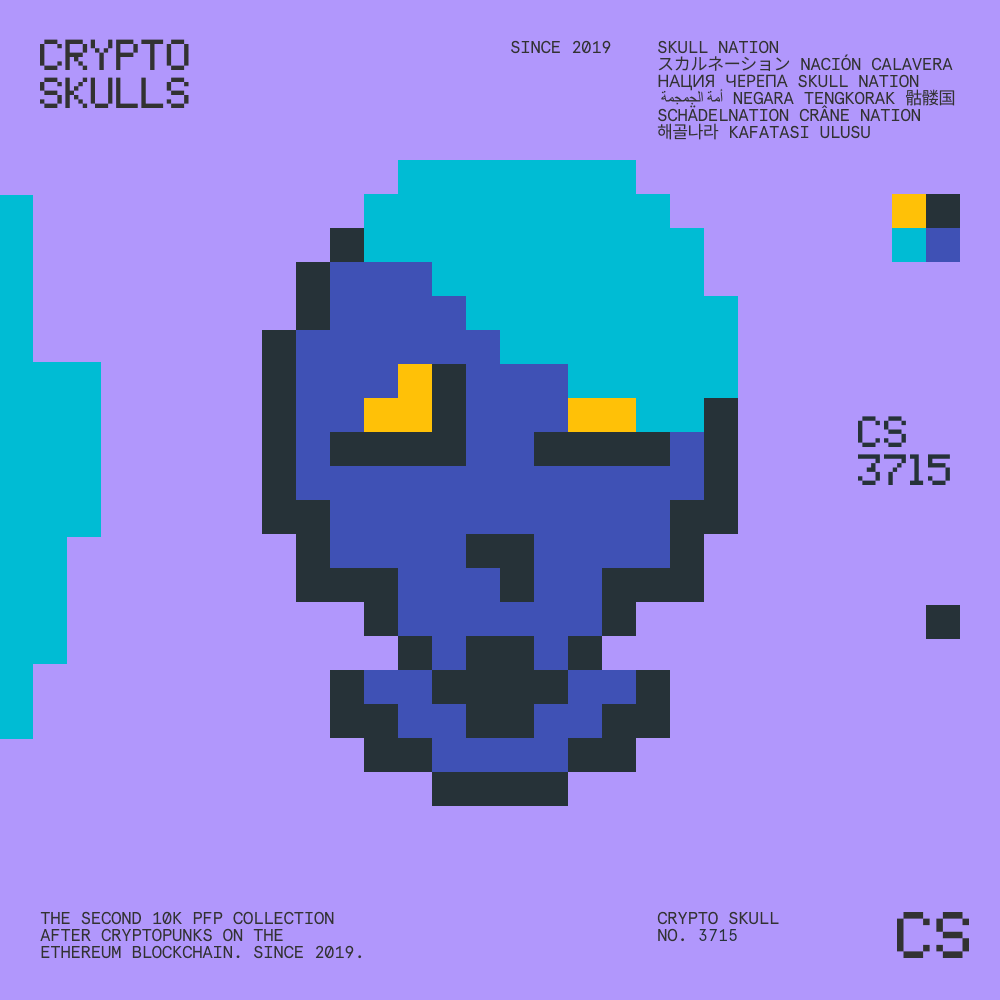 CRYPTO
SKULLS
SINCE 2019
SKULL NATION
スカルネーション NACIÓN CALAVERA
НАЦИЯ ЧЕРЕПА SKULL NATION
أمة الجمجمة NEGARA TENGKORAK 骷髅国
SCHÄDELNATION CRÂNE NATION
해골나라 KAFATASI ULUSU
CS
3715
THE SECOND 10K PFP COLLECTION
AFTER CRYPTOPUNKS ON THE
ETHEREUM BLOCKCHAIN. SINCE 2019.
CRYPTO SKULL
NO. 3715
CS